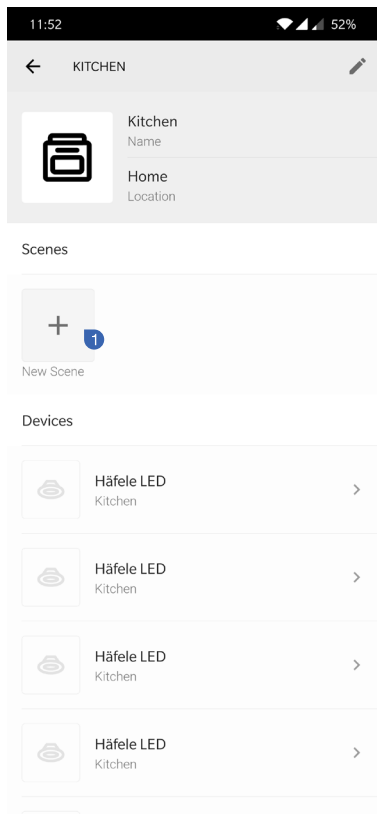 11:52
52%
KITCHEN
Kitchen
Name
Home
Location
Scenes
1
New Scene
Devices
Häfele LED
Kitchen
Häfele LED
Kitchen
Häfele LED
Kitchen
Häfele LED
Kitchen